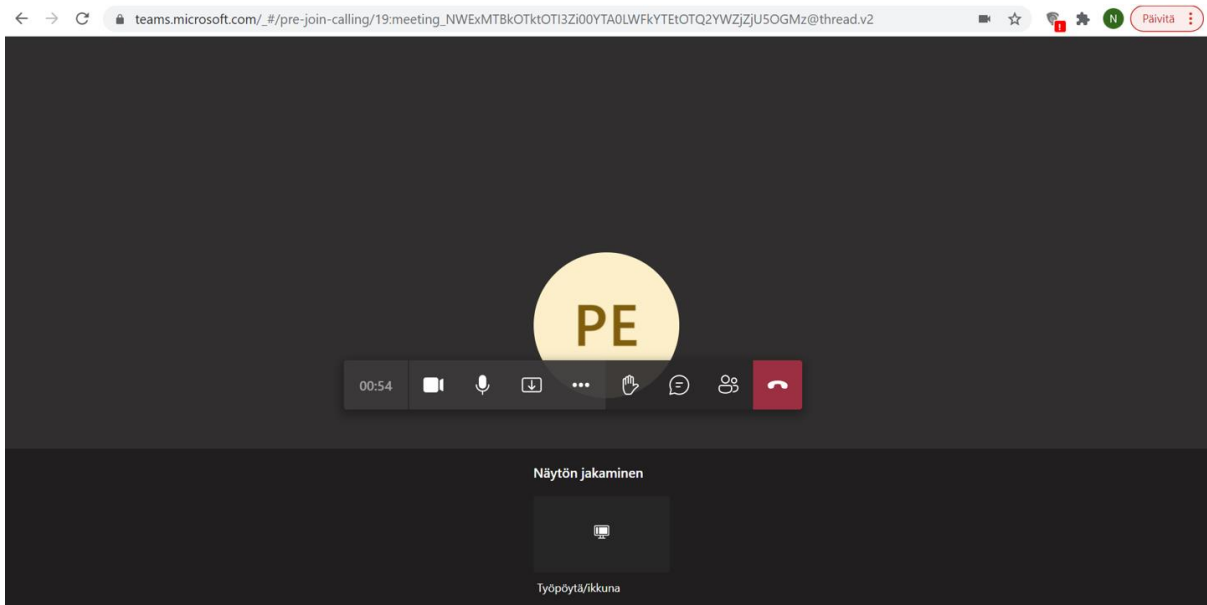 teams.microsoft.com/_#/pre-join-calling/19:meeting_NWExMTBkOTktOTI3Zi00YTA0LWFkYTEtOTQ2YWZjZjU5OGMz@thread.v2
N
Päivitä
PE
00:54
Näytön jakaminen
Työpöytä/ikkuna